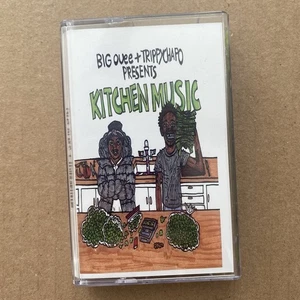 BIG QUEE + TRIPPYCHAPO
PRESENTS
KITCHEN MUSIC